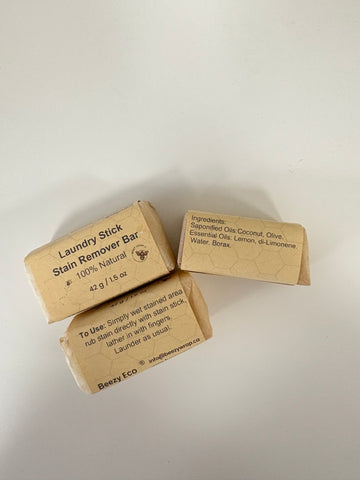 Laundry Stick
Stain Remover Bar
100% Natural
42 g / 1.5 oz
Ingredients:
Saponified Oils:Coconut, Olive,
Essential Oils: Lemon, di-Limonene
Water, Borax.
To Use: Simply wet stained area
rub stain directly with stain stick,
lather in with fingers,
Launder as usual.
Beezy Eco
info@beezywrap.ca